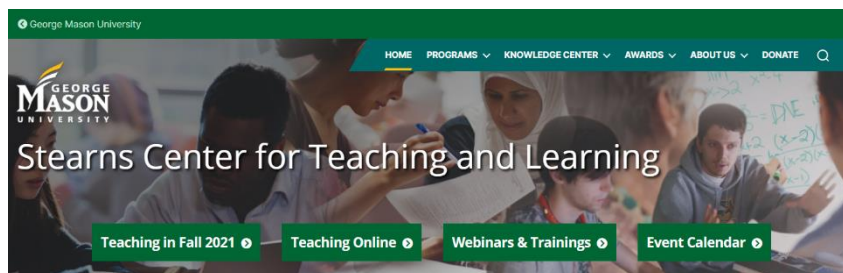 George Mason University
HOME PROGRAMS KNOWLEDGE CENTER AWARDS ABOUT US DONATE
GEORGE
MASON
UNIVERSITY
Stearns Center for Teaching and Learning
Teaching in Fall 2021 Teaching Online Webinars & Trainings Event Calendar